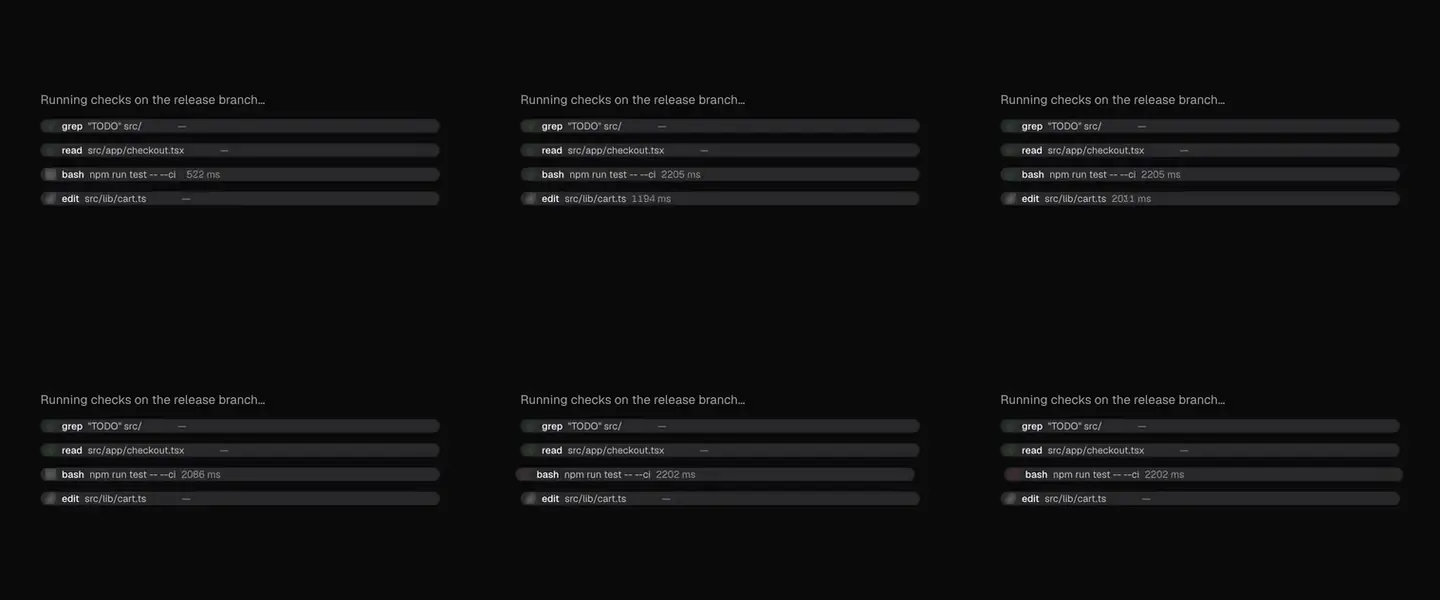 Running checks on the release branch...
grep "TODO" src/ —
read src/app/checkout.tsx —
bash npm run test -- --ci 522 ms
edit src/lib/cart.ts —
Running checks on the release branch...
grep "TODO" src/ —
read src/app/checkout.tsx —
bash npm run test -- --ci 2205 ms
edit src/lib/cart.ts 1194 ms
Running checks on the release branch...
grep "TODO" src/ —
read src/app/checkout.tsx —
bash npm run test -- --ci 2205 ms
edit src/lib/cart.ts 2031 ms
Running checks on the release branch...
grep "TODO" src/ —
read src/app/checkout.tsx —
bash npm run test -- --ci 2086 ms
edit src/lib/cart.ts —
Running checks on the release branch...
grep "TODO" src/ —
read src/app/checkout.tsx —
bash npm run test -- --ci 2202 ms
edit src/lib/cart.ts —
Running checks on the release branch...
grep "TODO" src/ —
read src/app/checkout.tsx —
bash npm run test -- --ci 2202 ms
edit src/lib/cart.ts —